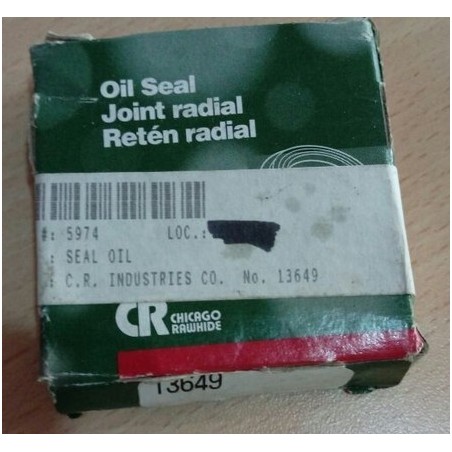 Oil Seal
Joint radial
Retén radial
#: 5974 LOC.:
: SEAL OIL
: C.R. INDUSTRIES CO. No. 13649
CR CHICAGO
RAWHIDE
13649